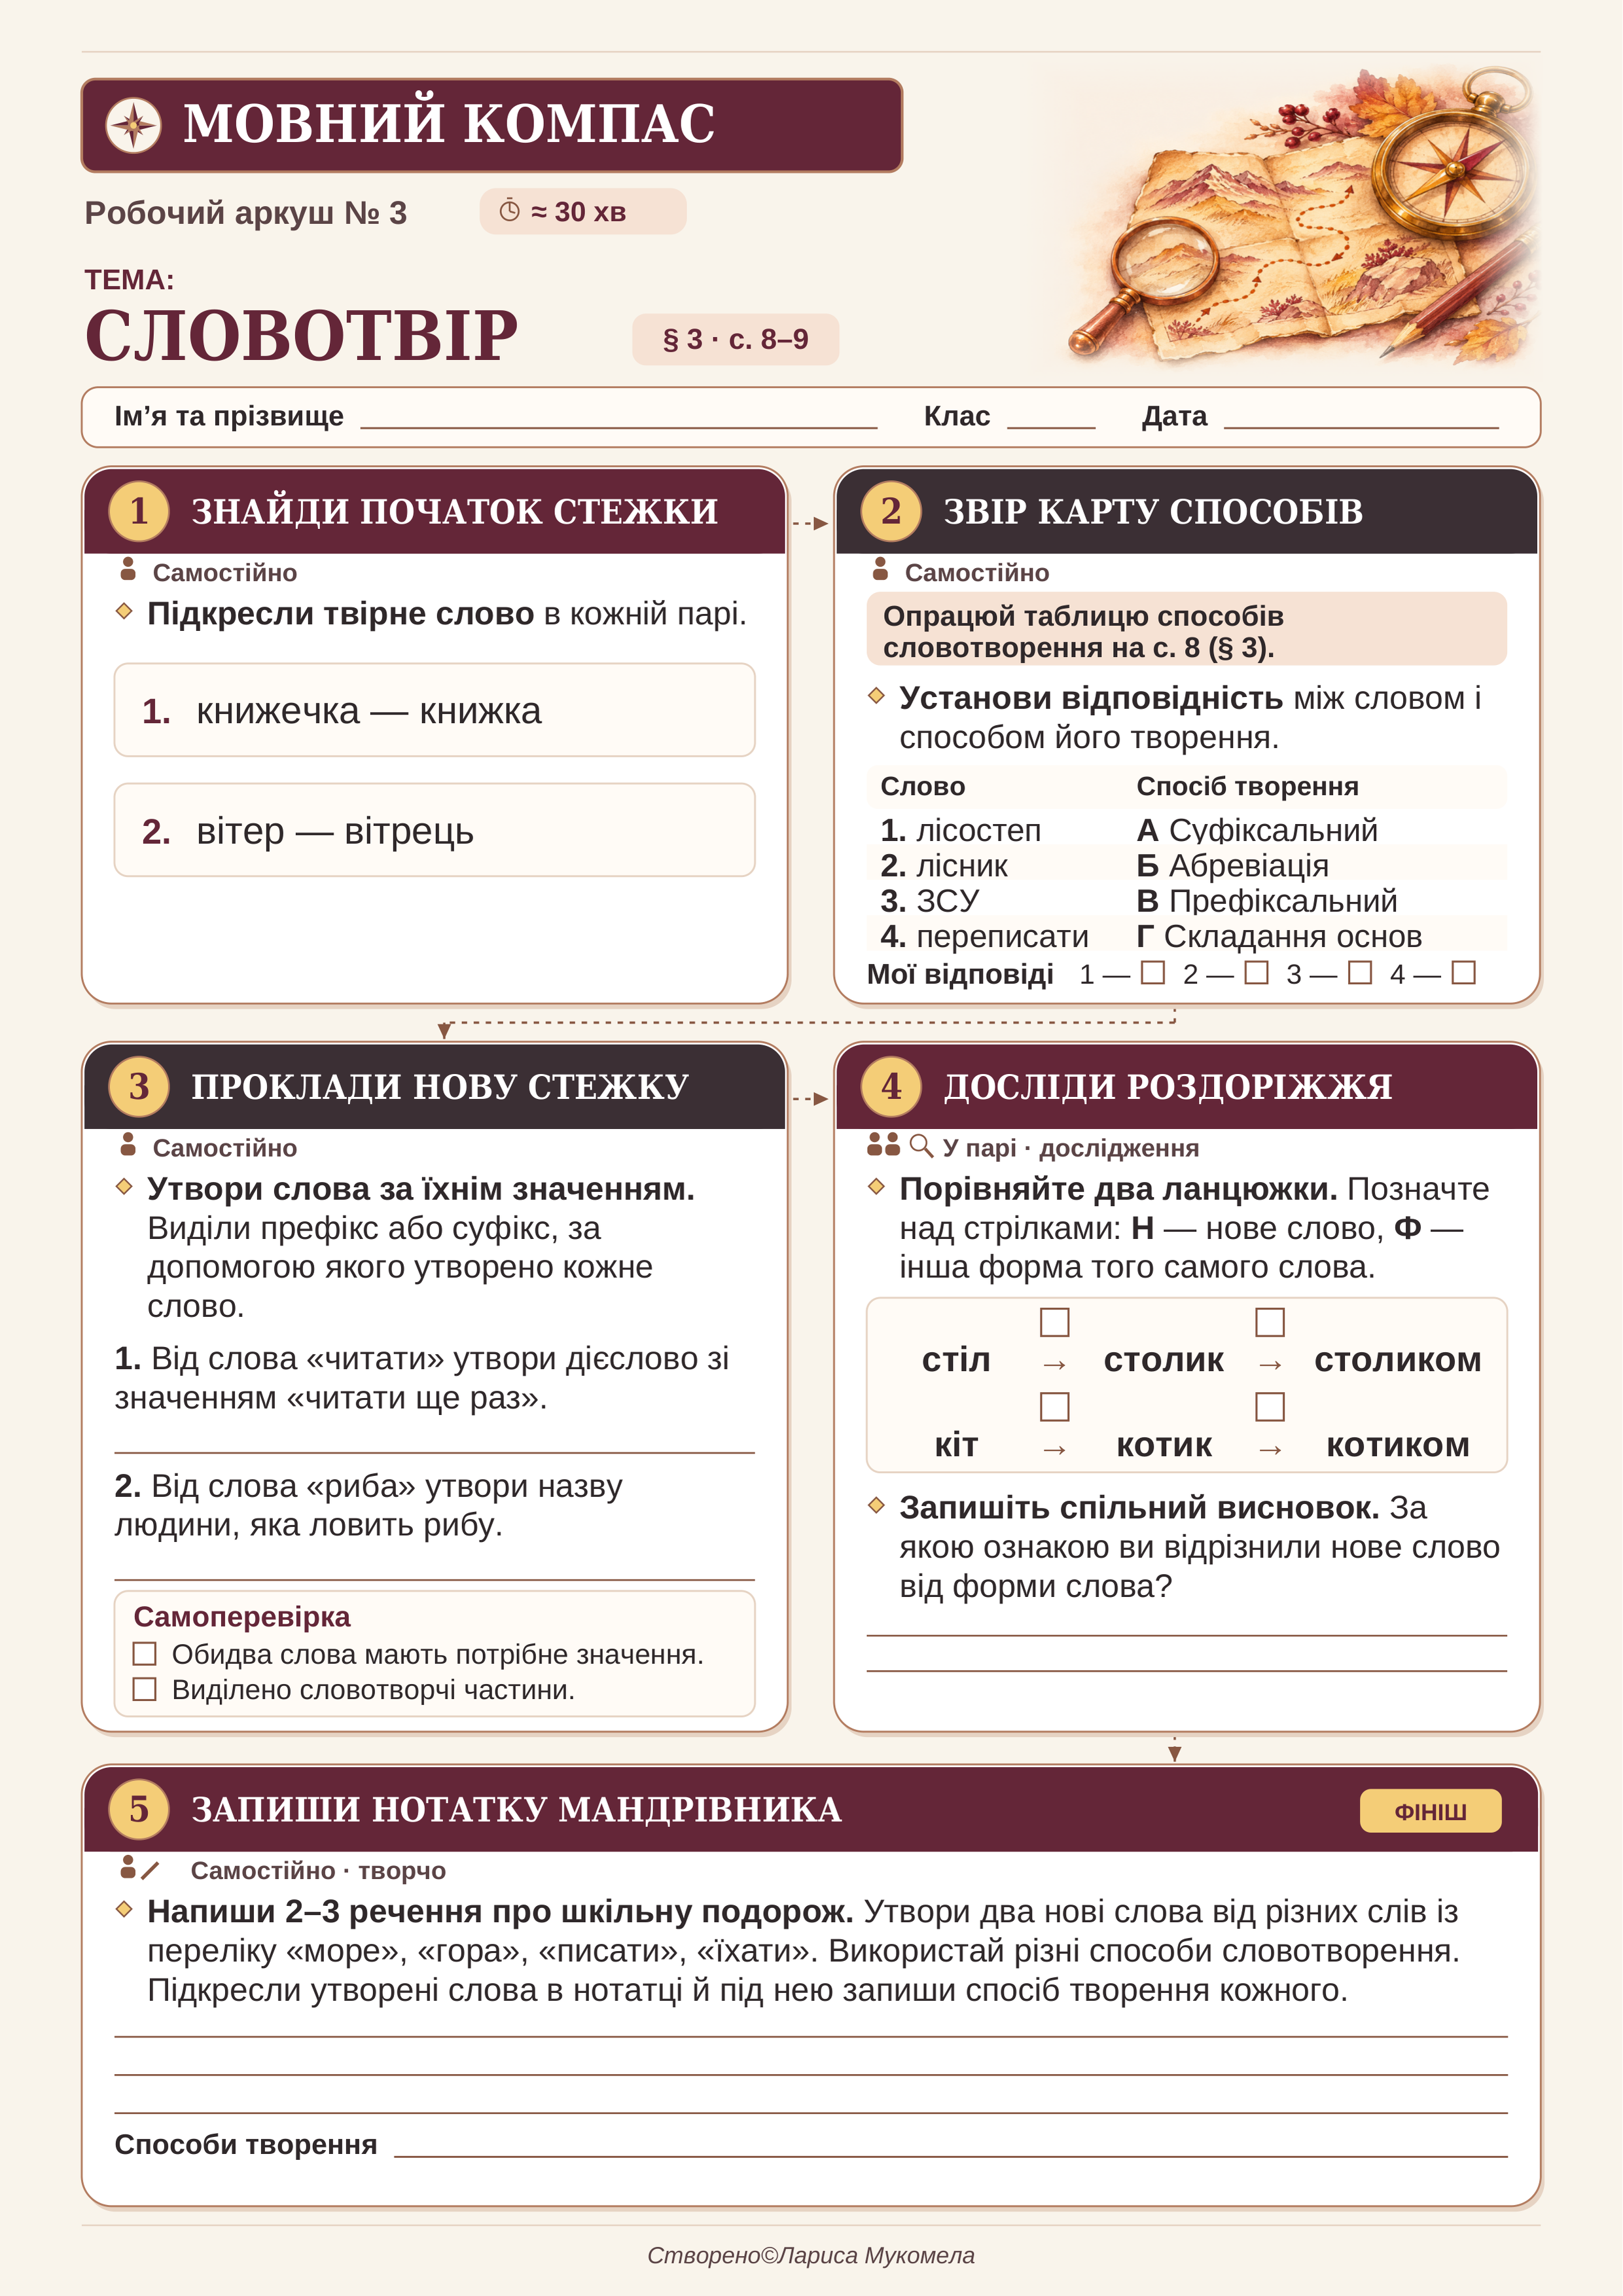 МОВНИЙ КОМПАС
Робочий аркуш № 3
≈ 30 хв
ТЕМА:
СЛОВОТВІР
§ 3 · с. 8–9
Ім’я та прізвище
Клас
Дата
1 ЗНАЙДИ ПОЧАТОК СТЕЖКИ
Самостійно
Підкресли твірне слово в кожній парі.
1. книжечка — книжка
2. вітер — вітрець
2 ЗВІР КАРТУ СПОСОБІВ
Самостійно
Опрацюй таблицю способів
словотворення на с. 8 (§ 3).
Установи відповідність між словом і
способом його творення.
Слово Спосіб творення
1. лісостеп А Суфіксальний
2. лісник Б Абревіація
3. ЗСУ В Префіксальний
4. переписати Г Складання основ
Мої відповіді 1 — ☐ 2 — ☐ 3 — ☐ 4 — ☐
3 ПРОКЛАДИ НОВУ СТЕЖКУ
Самостійно
Утвори слова за їхнім значенням.
Виділи префікс або суфікс, за
допомогою якого утворено кожне
слово.
1. Від слова «читати» утвори дієслово зі
значенням «читати ще раз».
2. Від слова «риба» утвори назву
людини, яка ловить рибу.
Самоперевірка
☐ Обидва слова мають потрібне значення.
☐ Виділено словотворчі частини.
4 ДОСЛІДИ РОЗДОРІЖЖЯ
У парі · дослідження
Порівняйте два ланцюжки. Позначте
над стрілками: Н — нове слово, Ф —
інша форма того самого слова.
стіл → столик → столиком
кіт → котик → котиком
Запишіть спільний висновок. За
якою ознакою ви відрізнили нове слово
від форми слова?
5 ЗАПИШИ НОТАТКУ МАНДРІВНИКА
ФІНІШ
Самостійно · творчо
Напиши 2–3 речення про шкільну подорож. Утвори два нові слова від різних слів із
переліку «море», «гора», «писати», «їхати». Використай різні способи словотворення.
Підкресли утворені слова в нотатці й під нею запиши спосіб творення кожного.
Способи творення
Створено©Лариса Мукомела